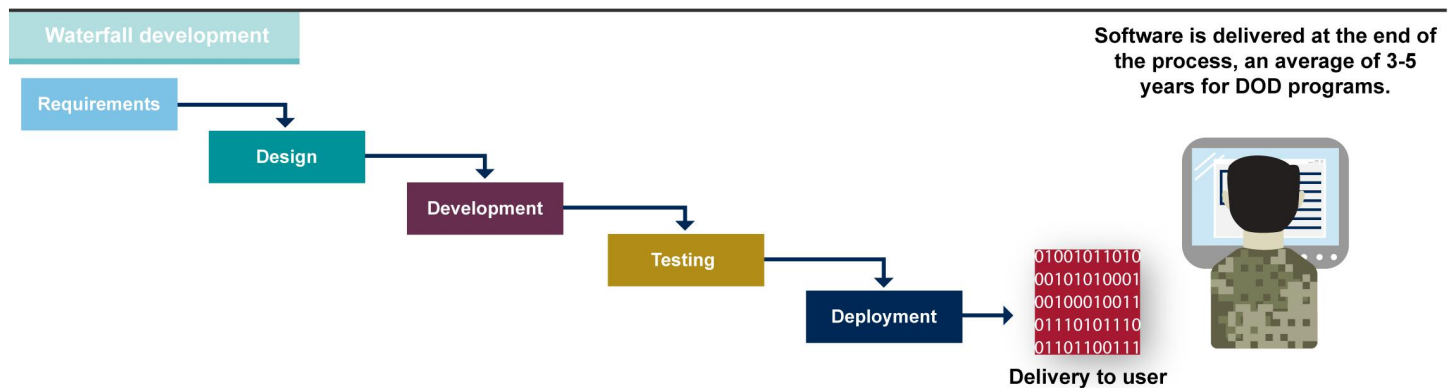 Waterfall development
Software is delivered at the end of
the process, an average of 3-5
years for DOD programs.
Requirements
Design
Development
Testing
Deployment
01001011010
00101010001
00100010011
01110101110
01101100111
Delivery to user